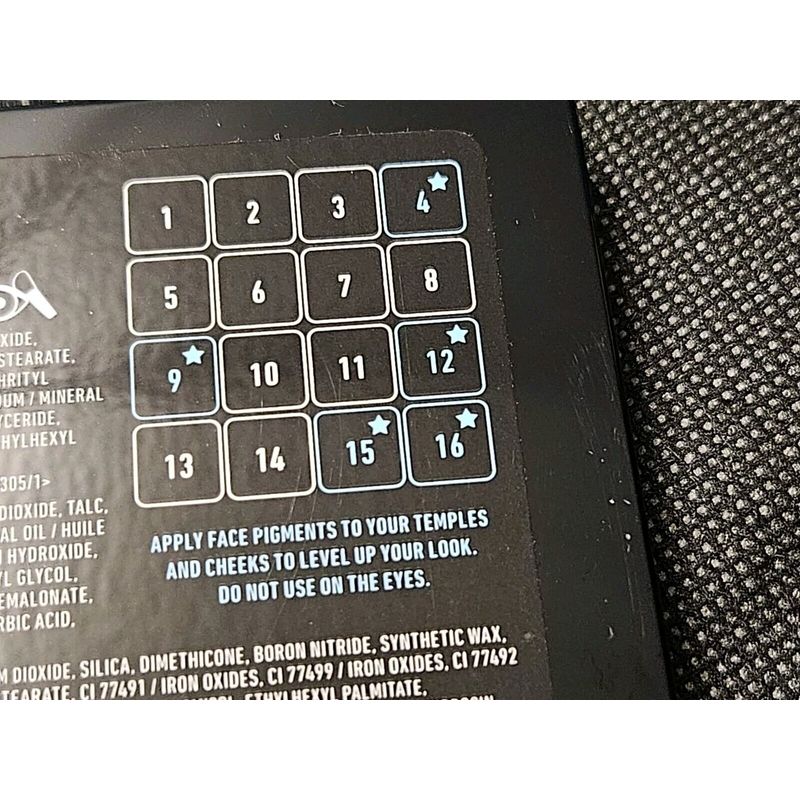 1 2 3 4
5 6 7 8
9 10 11 12
13 14 15 16
XIDE,
STEARATE,
HRITYL
UM / MINERAL
YCERIDE,
HYLHEXYL
305/1>
DIOXIDE, TALC,
AL OIL / HUILE
HYDROXIDE,
YL GLYCOL,
EMALONATE,
RBIC ACID,
APPLY FACE PIGMENTS TO YOUR TEMPLES
AND CHEEKS TO LEVEL UP YOUR LOOK.
DO NOT USE ON THE EYES.
M DIOXIDE, SILICA, DIMETHICONE, BORON NITRIDE, SYNTHETIC WAX,
STEARATE, CI 77491 / IRON OXIDES, CI 77499 / IRON OXIDES, CI 77492
ETHYLHEXYL PALMITATE,